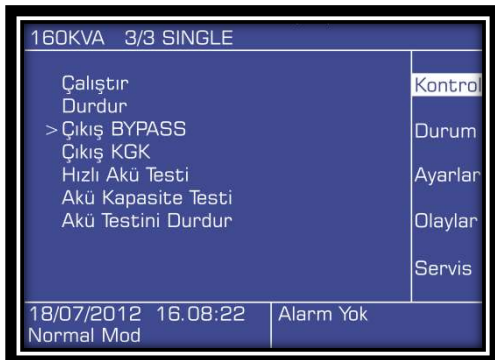 160KVA 3/3 SINGLE
Çalıştır
Durdur
>Çıkış BYPASS
Çıkış KGK
Hızlı Akü Testi
Akü Kapasite Testi
Akü Testini Durdur
Kontrol
Durum
Ayarlar
Olaylar
Servis
18/07/2012 16.08:22
Normal Mod
Alarm Yok